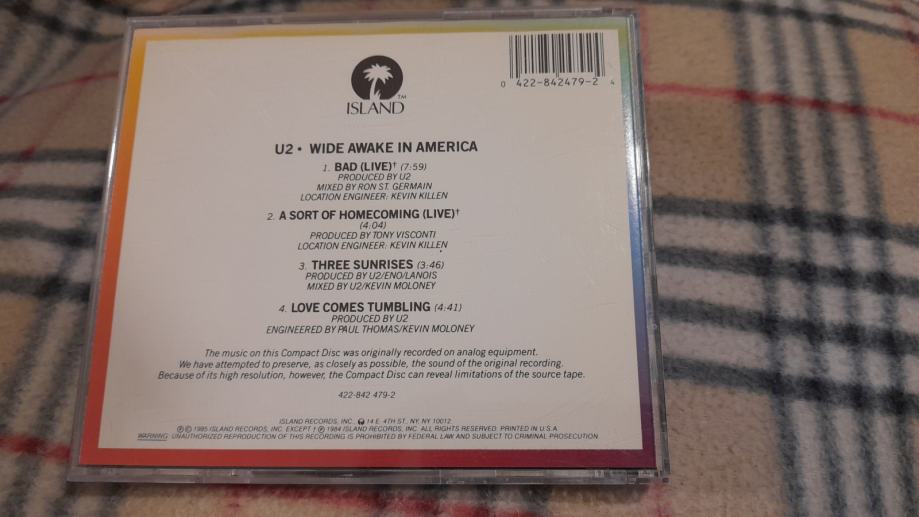 0 422-842479-2 4
ISLAND™
U2 • WIDE AWAKE IN AMERICA
1. BAD (LIVE)† (7:59)
PRODUCED BY U2
MIXED BY RON ST. GERMAIN
LOCATION ENGINEER: KEVIN KILLEN
2. A SORT OF HOMECOMING (LIVE)†
(4:04)
PRODUCED BY TONY VISCONTI
LOCATION ENGINEER: KEVIN KILLEN
3. THREE SUNRISES (3:46)
PRODUCED BY U2/ENO/LANOIS
MIXED BY U2/KEVIN MOLONEY
4. LOVE COMES TUMBLING (4:41)
PRODUCED BY U2
ENGINEERED BY PAUL THOMAS/KEVIN MOLONEY
The music on this Compact Disc was originally recorded on analog equipment.
We have attempted to preserve, as closely as possible, the sound of the original recording.
Because of its high resolution, however, the Compact Disc can reveal limitations of the source tape.
422-842 479-2
ISLAND RECORDS, INC. 14 E. 4TH ST., NY, NY 10012
℗ © 1985 ISLAND RECORDS, INC. EXCEPT † ℗ 1984 ISLAND RECORDS, INC. ALL RIGHTS RESERVED. PRINTED IN U.S.A.
WARNING: UNAUTHORIZED REPRODUCTION OF THIS RECORDING IS PROHIBITED BY FEDERAL LAW AND SUBJECT TO CRIMINAL PROSECUTION